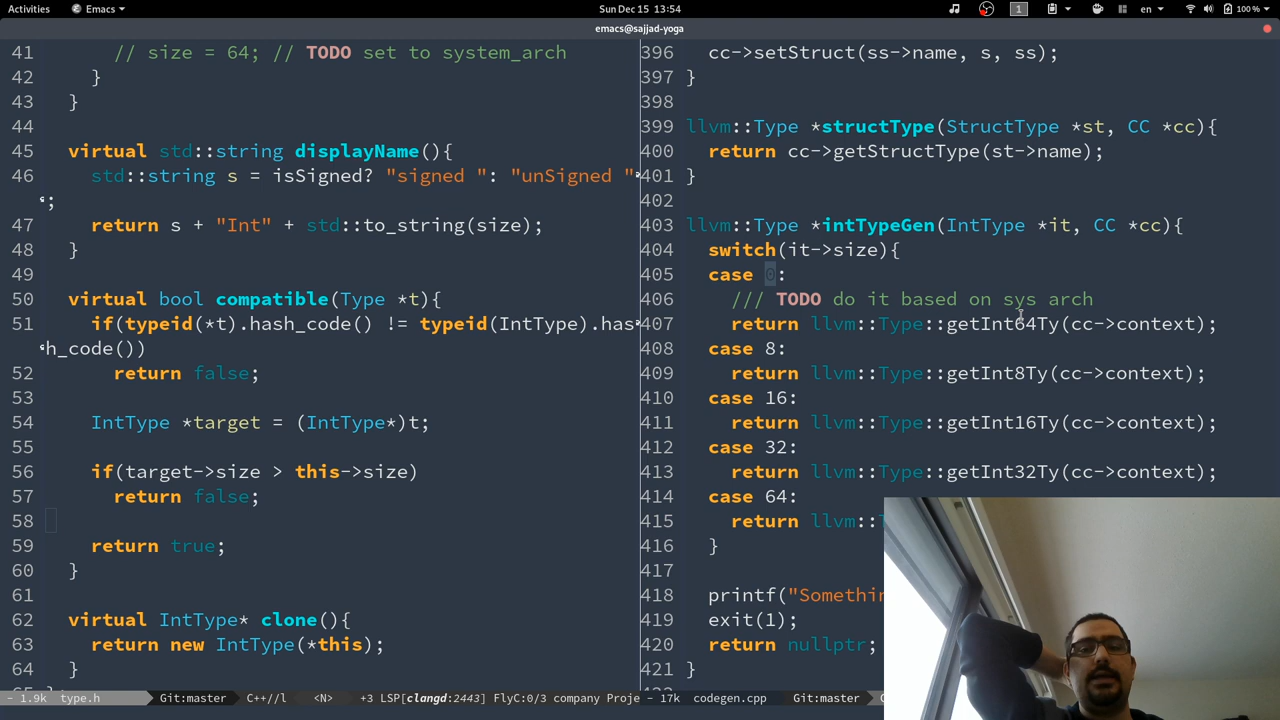 Activities Emacs Sun Dec 15 13:54 1 en 100 %
emacs@sajjad-yoga
41 // size = 64; // TODO set to system_arch
42 }
43 }
44
45 virtual std::string displayName(){
46 std::string s = isSigned? "signed ": "unSigned "
;
47 return s + "Int" + std::to_string(size);
48 }
49
50 virtual bool compatible(Type *t){
51 if(typeid(*t).hash_code() != typeid(IntType).has
h_code())
52 return false;
53
54 IntType *target = (IntType*)t;
55
56 if(target->size > this->size)
57 return false;
58
59 return true;
60 }
61
62 virtual IntType* clone(){
63 return new IntType(*this);
64 }
- 1.9k type.h Git:master C++//l <N> +3 LSP[clangd:2443] FlyC:0/3 company Proje
396 cc->setStruct(ss->name, s, ss);
397 }
398
399 llvm::Type *structType(StructType *st, CC *cc){
400 return cc->getStructType(st->name);
401 }
402
403 llvm::Type *intTypeGen(IntType *it, CC *cc){
404 switch(it->size){
405 case 0:
406 /// TODO do it based on sys arch
407 return llvm::Type::getInt64Ty(cc->context);
408 case 8:
409 return llvm::Type::getInt8Ty(cc->context);
410 case 16:
411 return llvm::Type::getInt16Ty(cc->context);
412 case 32:
413 return llvm::Type::getInt32Ty(cc->context);
414 case 64:
415 return llvm::
416 }
417
418 printf("Somethin
419 exit(1);
420 return nullptr;
421 }
- 17k codegen.cpp Git:master